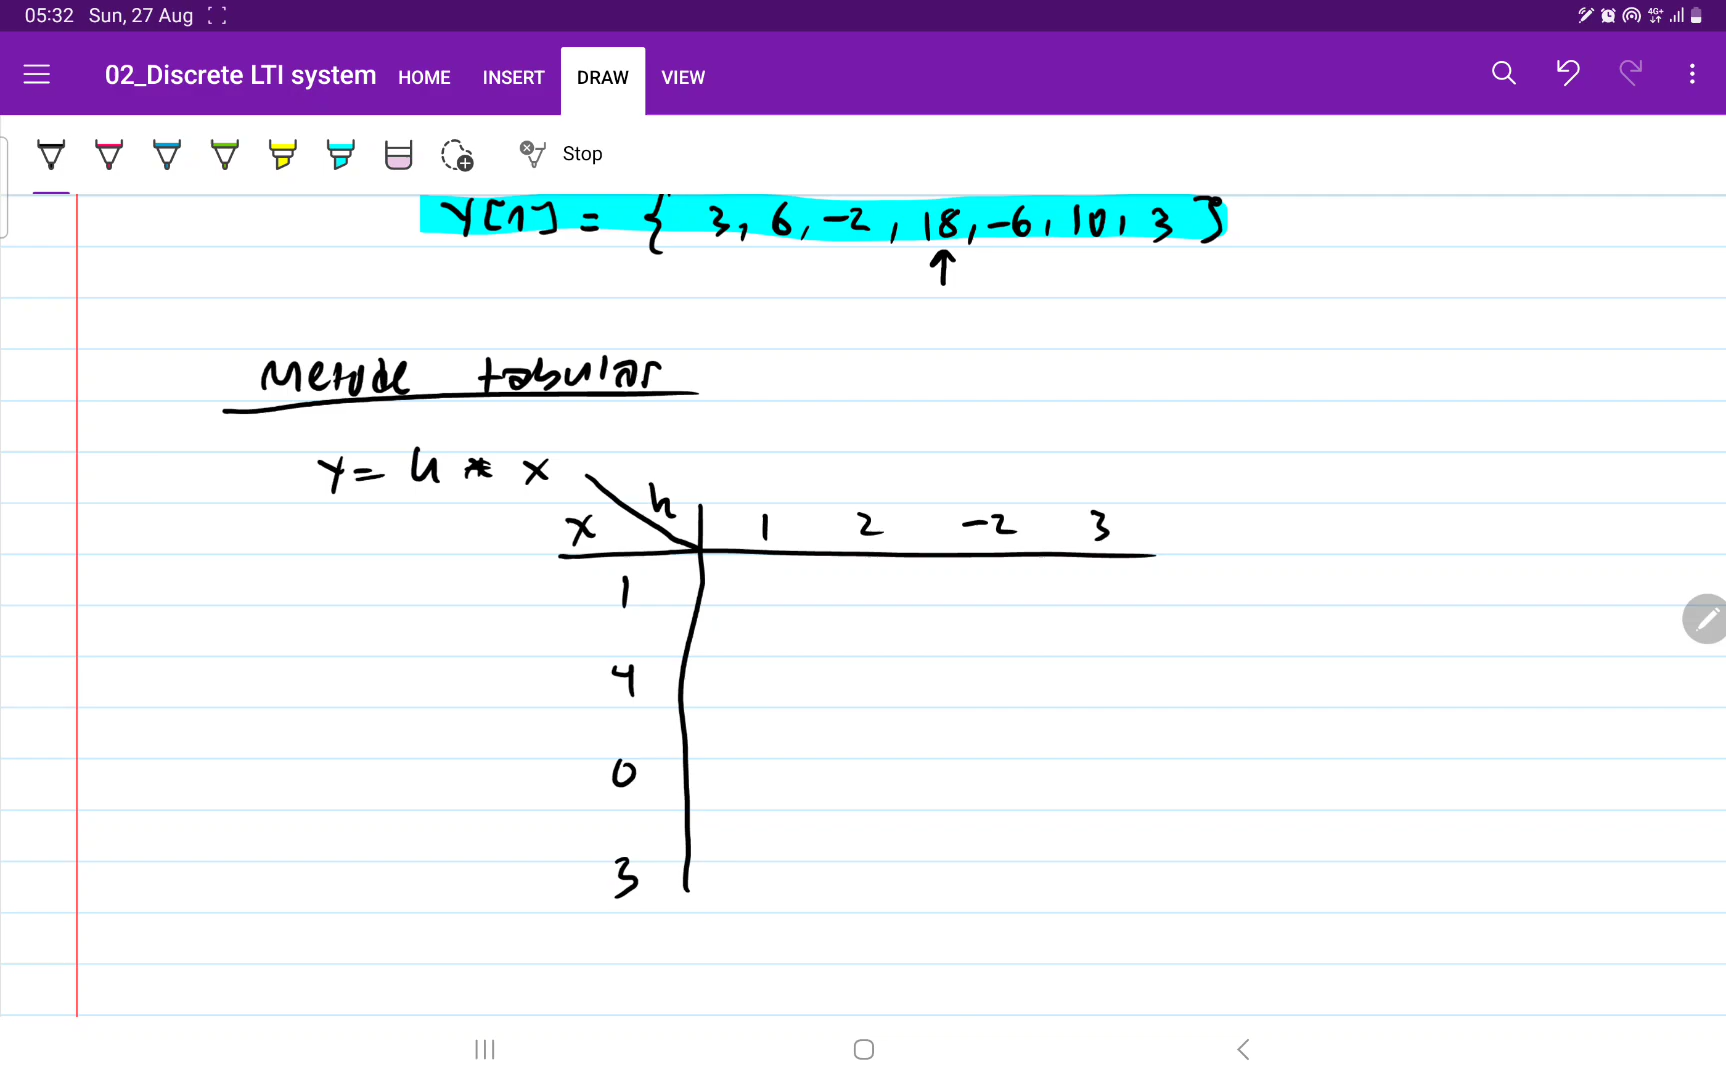 05:32 Sun, 27 Aug
4G+
02_Discrete LTI system HOME INSERT DRAW VIEW
Stop
Y[n] = { 3, 6, -2, 18, -6, 10, 3 }
↑
Metode tabular
Y = h * x
x h 1 2 -2 3
1
4
0
3